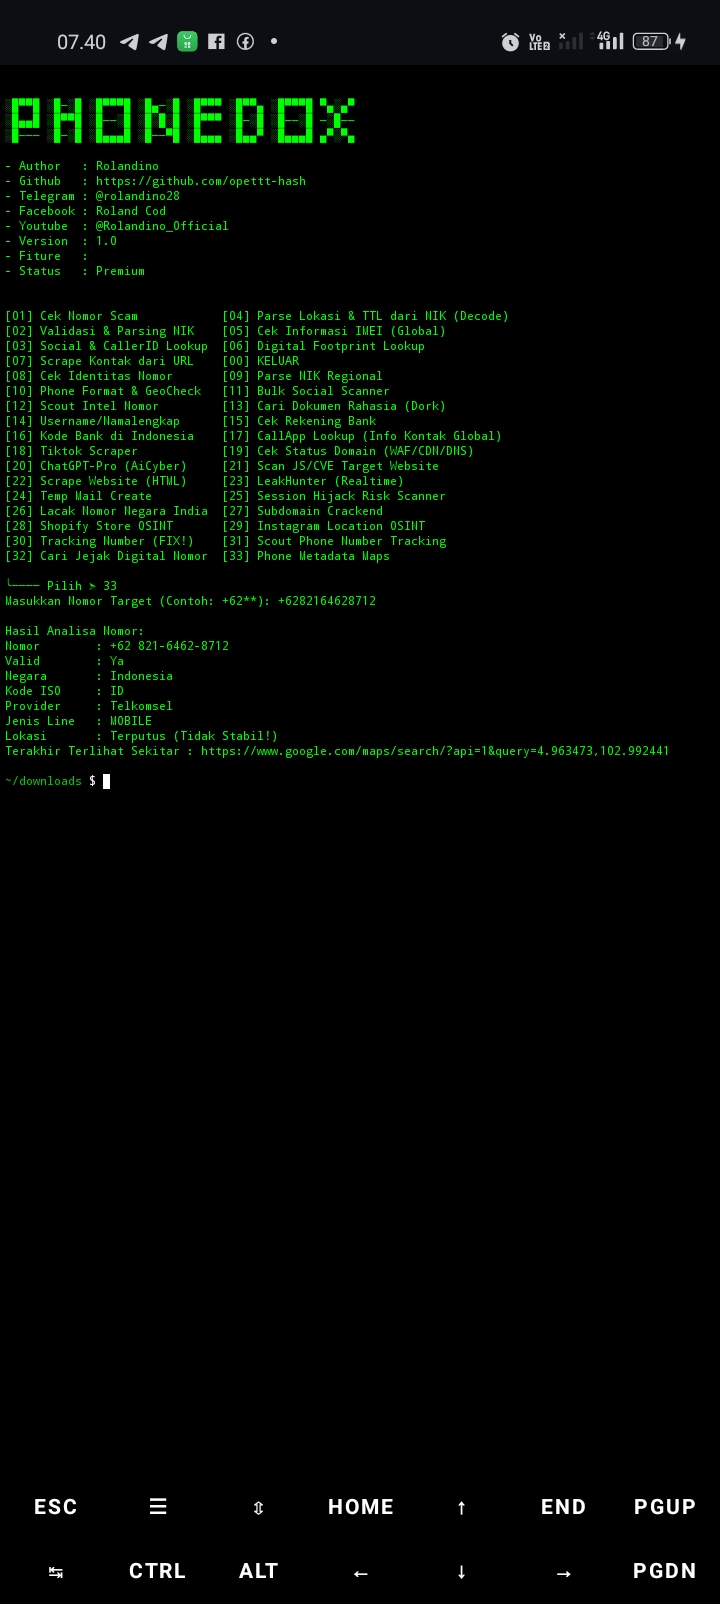 07.40
Vo LTE2 4G 87
PHONEDOX
- Author : Rolandino
- Github : https://github.com/opettt-hash
- Telegram : @rolandino28
- Facebook : Roland Cod
- Youtube : @Rolandino_Official
- Version : 1.0
- Fiture :
- Status : Premium
[01] Cek Nomor Scam [04] Parse Lokasi & TTL dari NIK (Decode)
[02] Validasi & Parsing NIK [05] Cek Informasi IMEI (Global)
[03] Social & CallerID Lookup [06] Digital Footprint Lookup
[07] Scrape Kontak dari URL [00] KELUAR
[08] Cek Identitas Nomor [09] Parse NIK Regional
[10] Phone Format & GeoCheck [11] Bulk Social Scanner
[12] Scout Intel Nomor [13] Cari Dokumen Rahasia (Dork)
[14] Username/Namalengkap [15] Cek Rekening Bank
[16] Kode Bank di Indonesia [17] CallApp Lookup (Info Kontak Global)
[18] Tiktok Scraper [19] Cek Status Domain (WAF/CDN/DNS)
[20] ChatGPT-Pro (AiCyber) [21] Scan JS/CVE Target Website
[22] Scrape Website (HTML) [23] LeakHunter (Realtime)
[24] Temp Mail Create [25] Session Hijack Risk Scanner
[26] Lacak Nomor Negara India [27] Subdomain Crackend
[28] Shopify Store OSINT [29] Instagram Location OSINT
[30] Tracking Number (FIX!) [31] Scout Phone Number Tracking
[32] Cari Jejak Digital Nomor [33] Phone Metadata Maps
╰─── Pilih ➣ 33
Masukkan Nomor Target (Contoh: +62**): +6282164628712
Hasil Analisa Nomor:
Nomor : +62 821-6462-8712
Valid : Ya
Negara : Indonesia
Kode ISO : ID
Provider : Telkomsel
Jenis Line : MOBILE
Lokasi : Terputus (Tidak Stabil!)
Terakhir Terlihat Sekitar : https://www.google.com/maps/search/?api=1&query=4.963473,102.992441
~/downloads $
ESC ☰ ⇳ HOME ↑ END PGUP
↹ CTRL ALT ← ↓ → PGDN